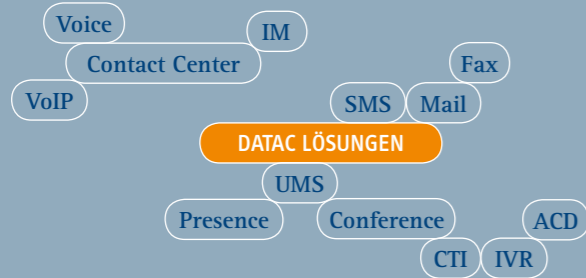 Voice
IM
Contact Center
Fax
VoIP
SMS
Mail
DATAC LÖSUNGEN
UMS
Presence
Conference
ACD
CTI
IVR